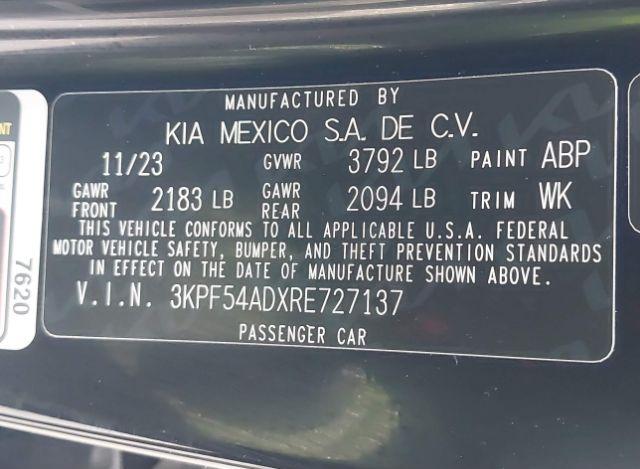 MANUFACTURED BY
KIA MEXICO S.A. DE C.V.
11/23 GVWR 3792 LB PAINT ABP
GAWR FRONT 2183 LB GAWR REAR 2094 LB TRIM WK
THIS VEHICLE CONFORMS TO ALL APPLICABLE U.S.A. FEDERAL
MOTOR VEHICLE SAFETY, BUMPER, AND THEFT PREVENTION STANDARDS
IN EFFECT ON THE DATE OF MANUFACTURE SHOWN ABOVE.
V.I.N. 3KPF54ADXRE727137
PASSENGER CAR
7620